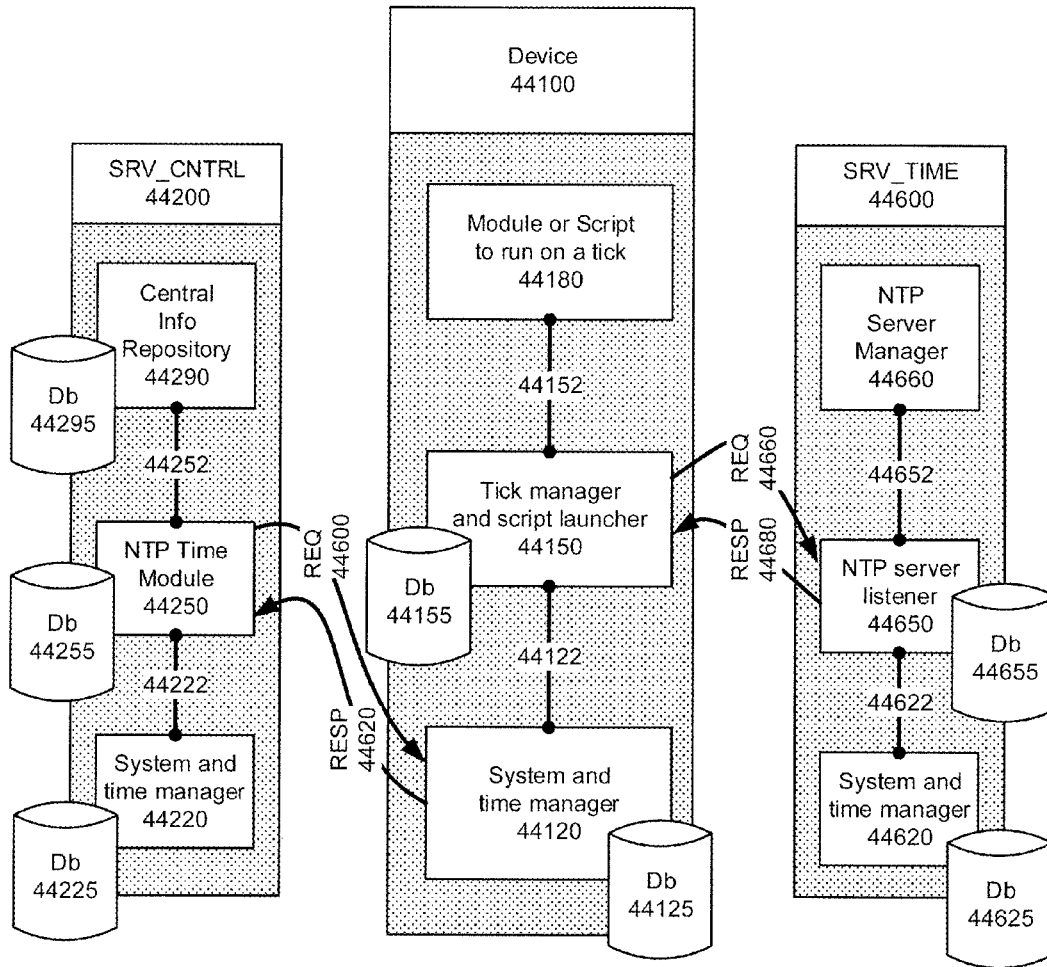 Device
44100
SRV_CNTRL
44200
Central
Info
Repository
44290
Db
44295
44252
NTP Time
Module
44250
Db
44255
44222
System and
time manager
44220
Db
44225
REQ
44600
RESP
44620
Module or Script
to run on a tick
44180
44152
Tick manager
and script launcher
44150
Db
44155
44122
System and
time manager
44120
Db
44125
REQ
44660
RESP
44680
SRV_TIME
44600
NTP
Server
Manager
44660
44652
NTP server
listener
44650
Db
44655
44622
System and
time manager
44620
Db
44625